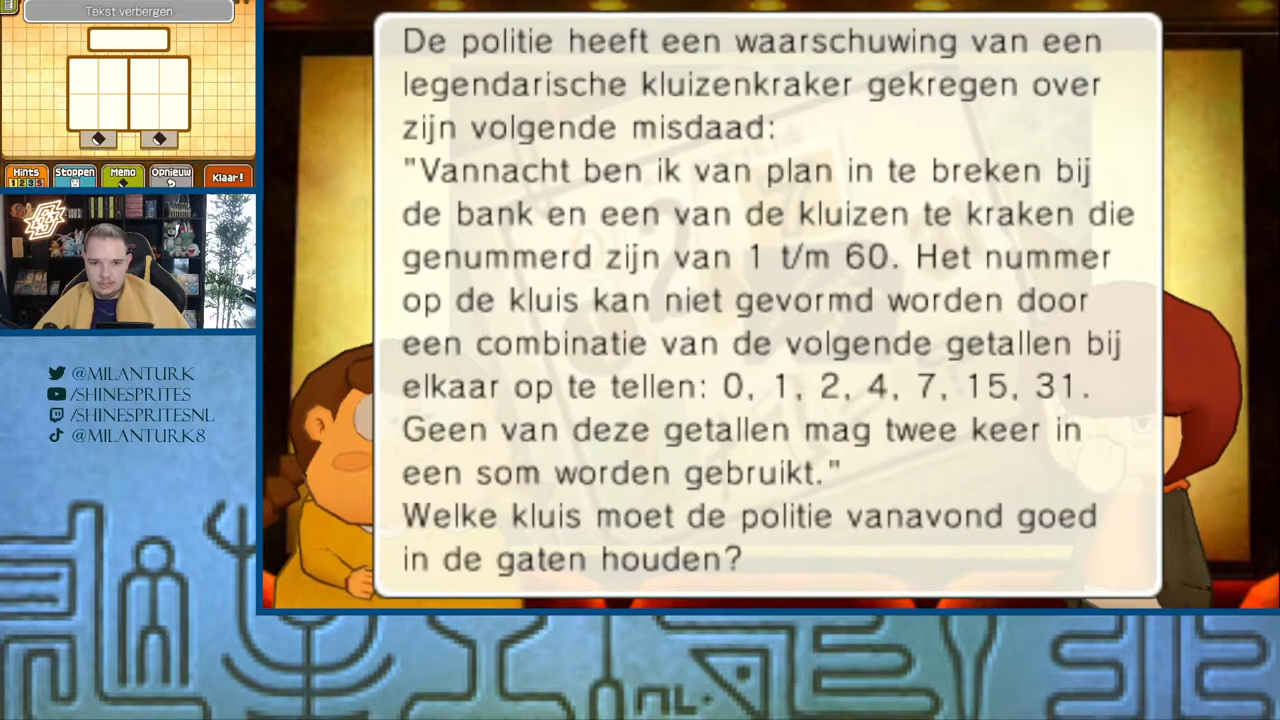 Tekst verbergen
Hints
1 2 3 S
Stoppen
Memo
Opnieuw
Klaar!
De politie heeft een waarschuwing van een
legendarische kluizenkraker gekregen over
zijn volgende misdaad:
"Vannacht ben ik van plan in te breken bij
de bank en een van de kluizen te kraken die
genummerd zijn van 1 t/m 60. Het nummer
op de kluis kan niet gevormd worden door
een combinatie van de volgende getallen bij
elkaar op te tellen: 0, 1, 2, 4, 7, 15, 31.
Geen van deze getallen mag twee keer in
een som worden gebruikt."
Welke kluis moet de politie vanavond goed
in de gaten houden?
@MILANTURK
/SHINESPRITES
/SHINESPRITESNL
@MILANTURK8